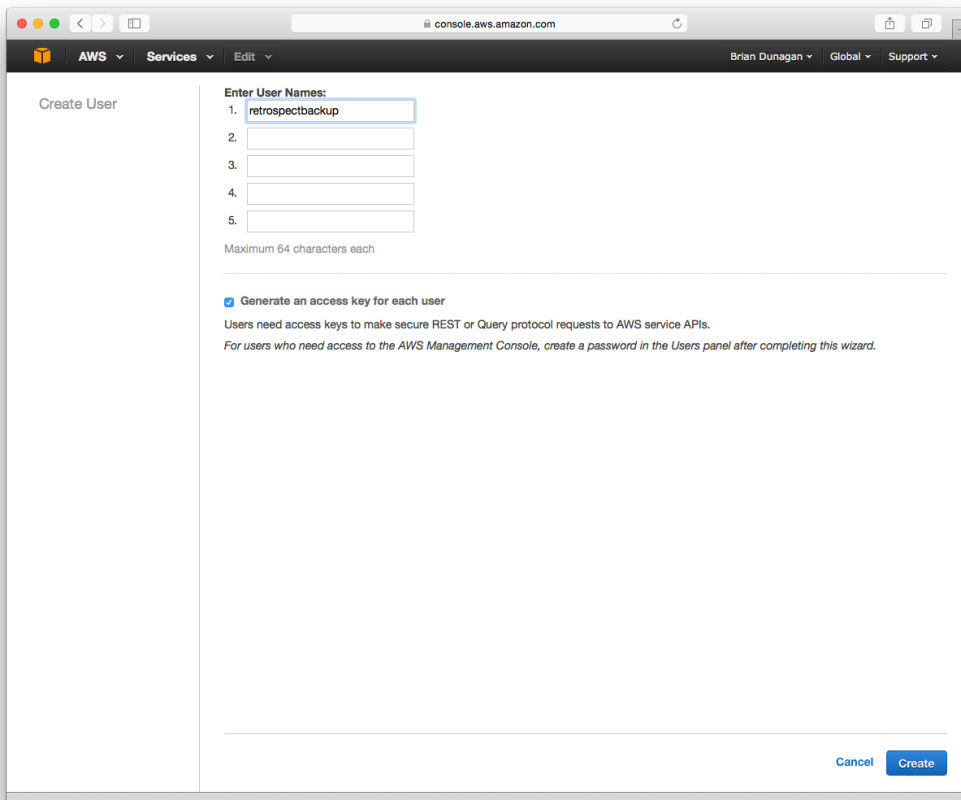 console.aws.amazon.com
AWS Services Edit Brian Dunagan Global Support
Create User
Enter User Names:
1. retrospectbackup
2.
3.
4.
5.
Maximum 64 characters each
Generate an access key for each user
Users need access keys to make secure REST or Query protocol requests to AWS service APIs.
For users who need access to the AWS Management Console, create a password in the Users panel after completing this wizard.
Cancel Create